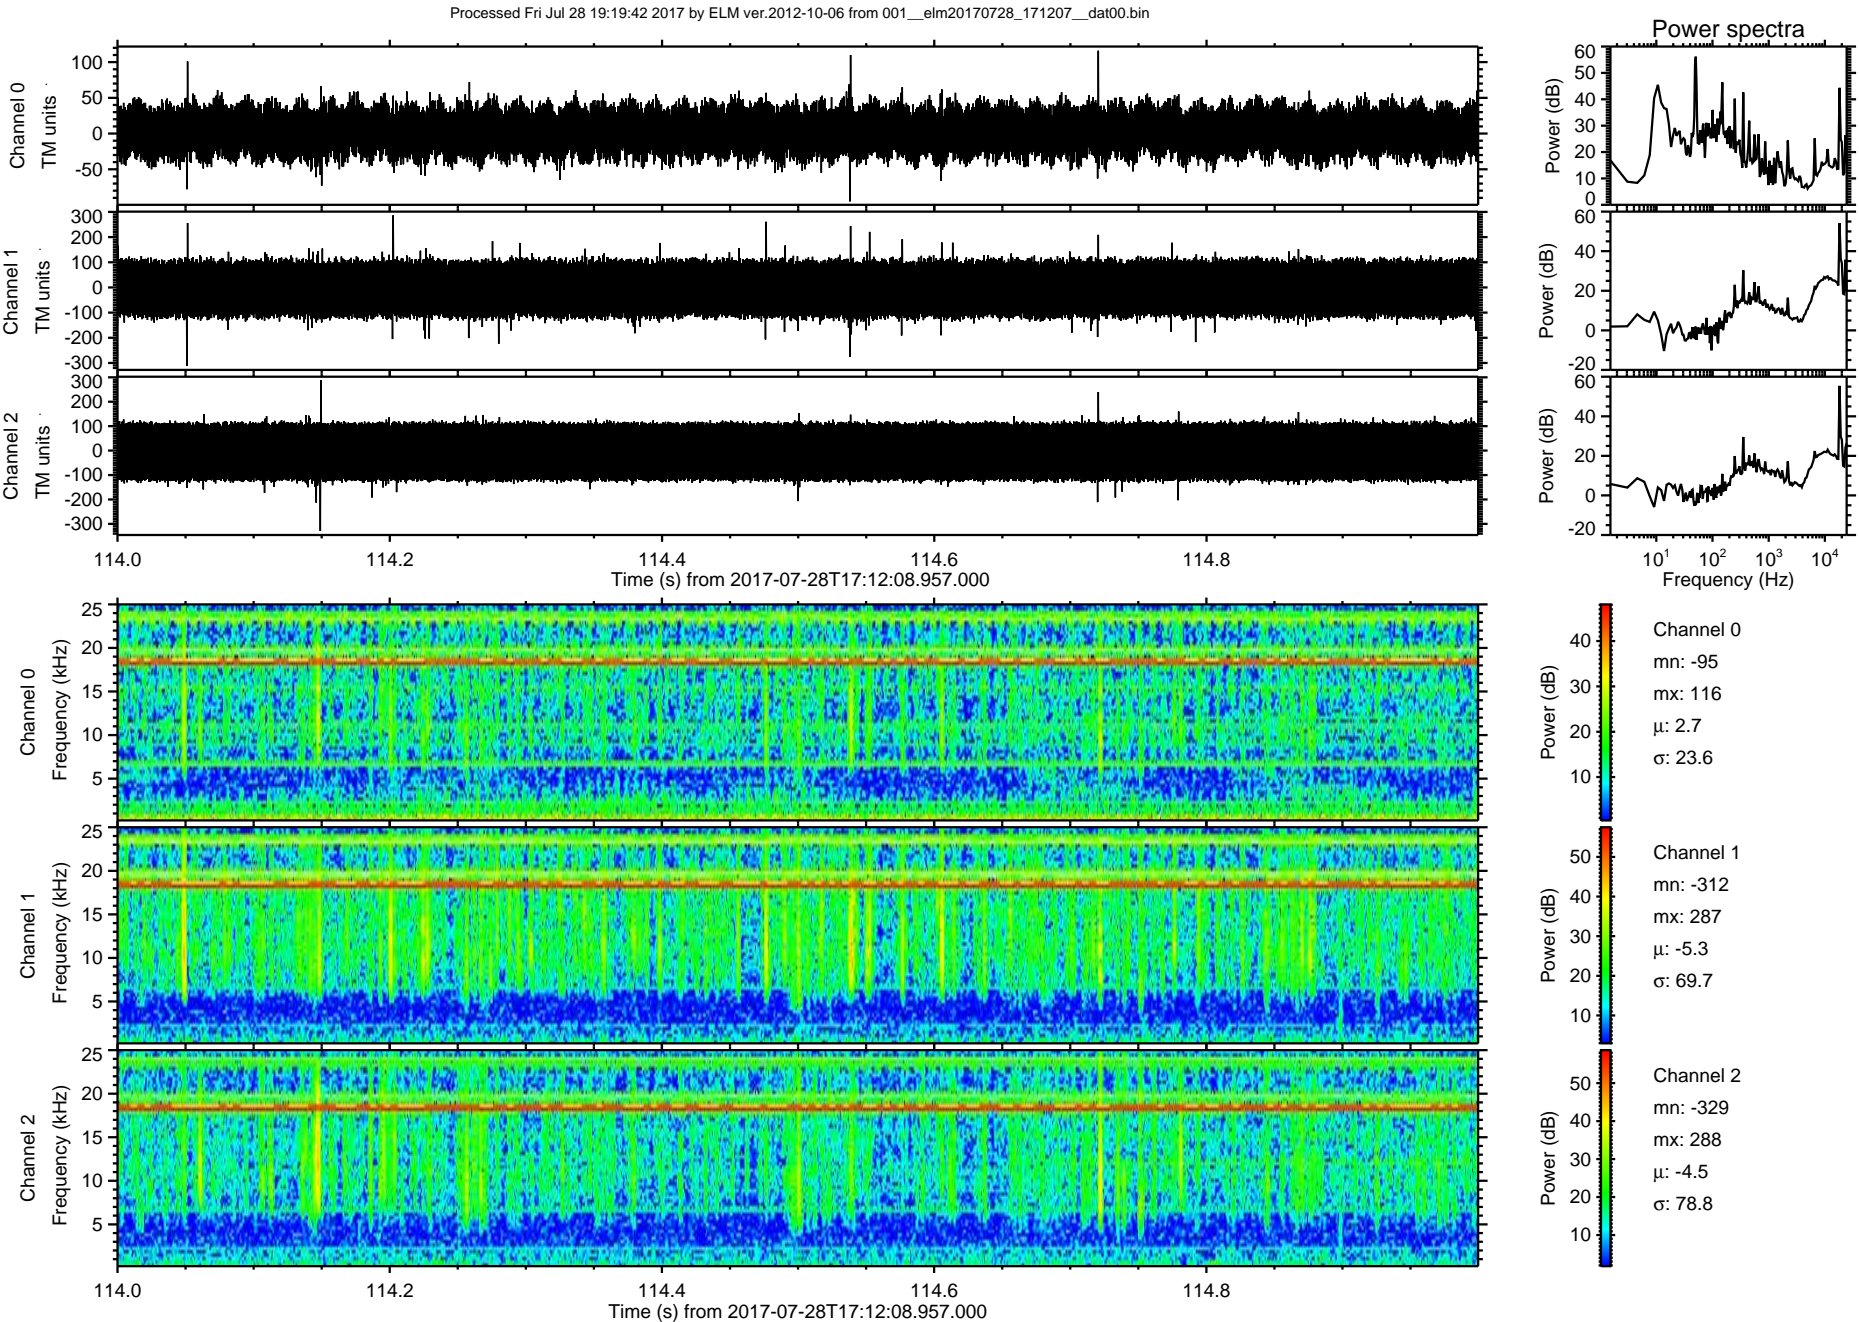 Processed Fri Jul 28 19:19:42 2017 by ELM ver.2012-10-06 from 001__elm20170728_171207__dat00.bin
Power spectra
Channel 0
TM units
100
50
0
-50
Power (dB)
60
50
40
30
20
10
0
Channel 1
TM units
300
200
100
0
-100
-200
-300
Power (dB)
60
40
20
0
-20
Channel 2
TM units
300
200
100
0
-100
-200
-300
Power (dB)
60
40
20
0
-20
114.0 114.2 114.4 114.6 114.8
Time (s) from 2017-07-28T17:12:08.957.000
10¹ 10² 10³ 10⁴
Frequency (Hz)
Channel 0
Frequency (kHz)
25
20
15
10
5
Power (dB)
40
30
20
10
Channel 0
mn: -95
mx: 116
μ: 2.7
σ: 23.6
Channel 1
Frequency (kHz)
25
20
15
10
5
Power (dB)
50
40
30
20
10
Channel 1
mn: -312
mx: 287
μ: -5.3
σ: 69.7
Channel 2
Frequency (kHz)
25
20
15
10
5
Power (dB)
50
40
30
20
10
Channel 2
mn: -329
mx: 288
μ: -4.5
σ: 78.8
114.0 114.2 114.4 114.6 114.8
Time (s) from 2017-07-28T17:12:08.957.000